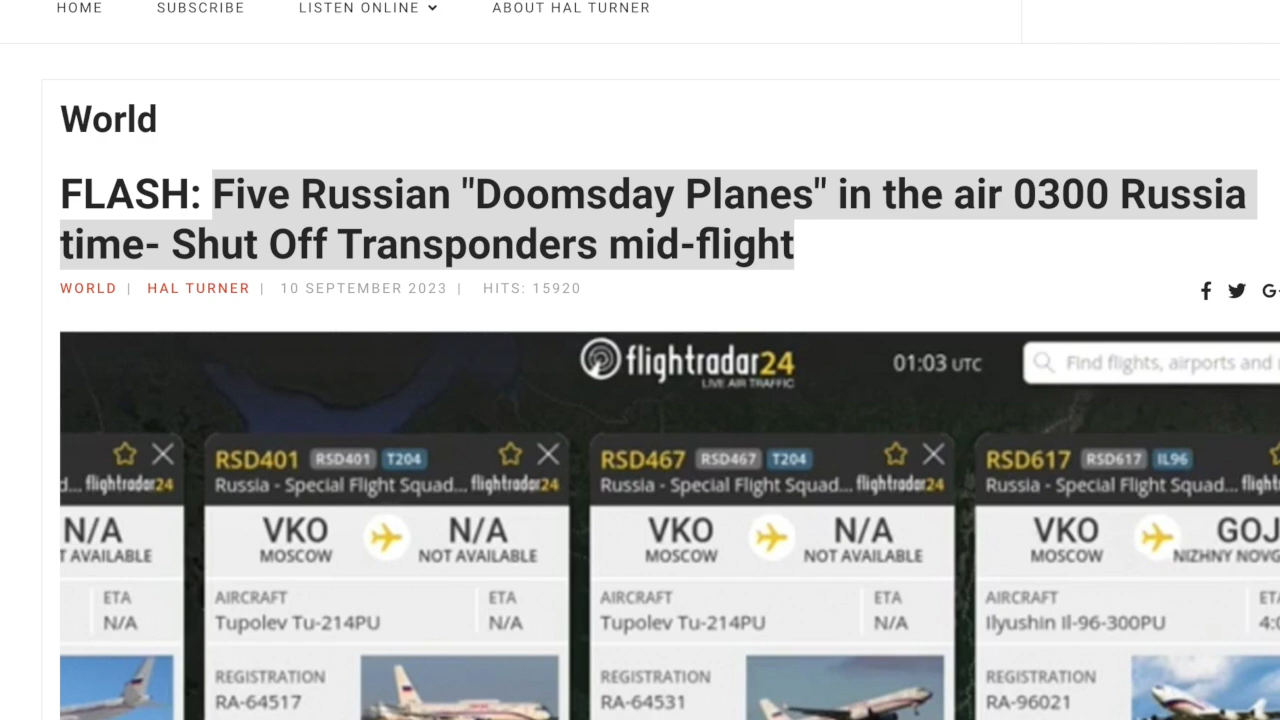 HOME SUBSCRIBE LISTEN ONLINE ABOUT HAL TURNER
World
FLASH: Five Russian "Doomsday Planes" in the air 0300 Russia
time- Shut Off Transponders mid-flight
WORLD | HAL TURNER | 10 SEPTEMBER 2023 | HITS: 15920
flightradar24
LIVE AIR TRAFFIC
01:03 UTC
Find flights, airports and
d... flightradar24
N/A
T AVAILABLE
ETA
N/A
RSD401 RSD401 T204
Russia - Special Flight Squad... flightradar24
VKO N/A
MOSCOW NOT AVAILABLE
AIRCRAFT ETA
Tupolev Tu-214PU N/A
REGISTRATION
RA-64517
RSD467 RSD467 T204
Russia - Special Flight Squad... flightradar24
VKO N/A
MOSCOW NOT AVAILABLE
AIRCRAFT ETA
Tupolev Tu-214PU N/A
REGISTRATION
RA-64531
RSD617 RSD617 IL96
Russia - Special Flight Squad...
VKO GOJ
MOSCOW NIZHNY NOVG
AIRCRAFT
Ilyushin Il-96-300PU
REGISTRATION
RA-96021